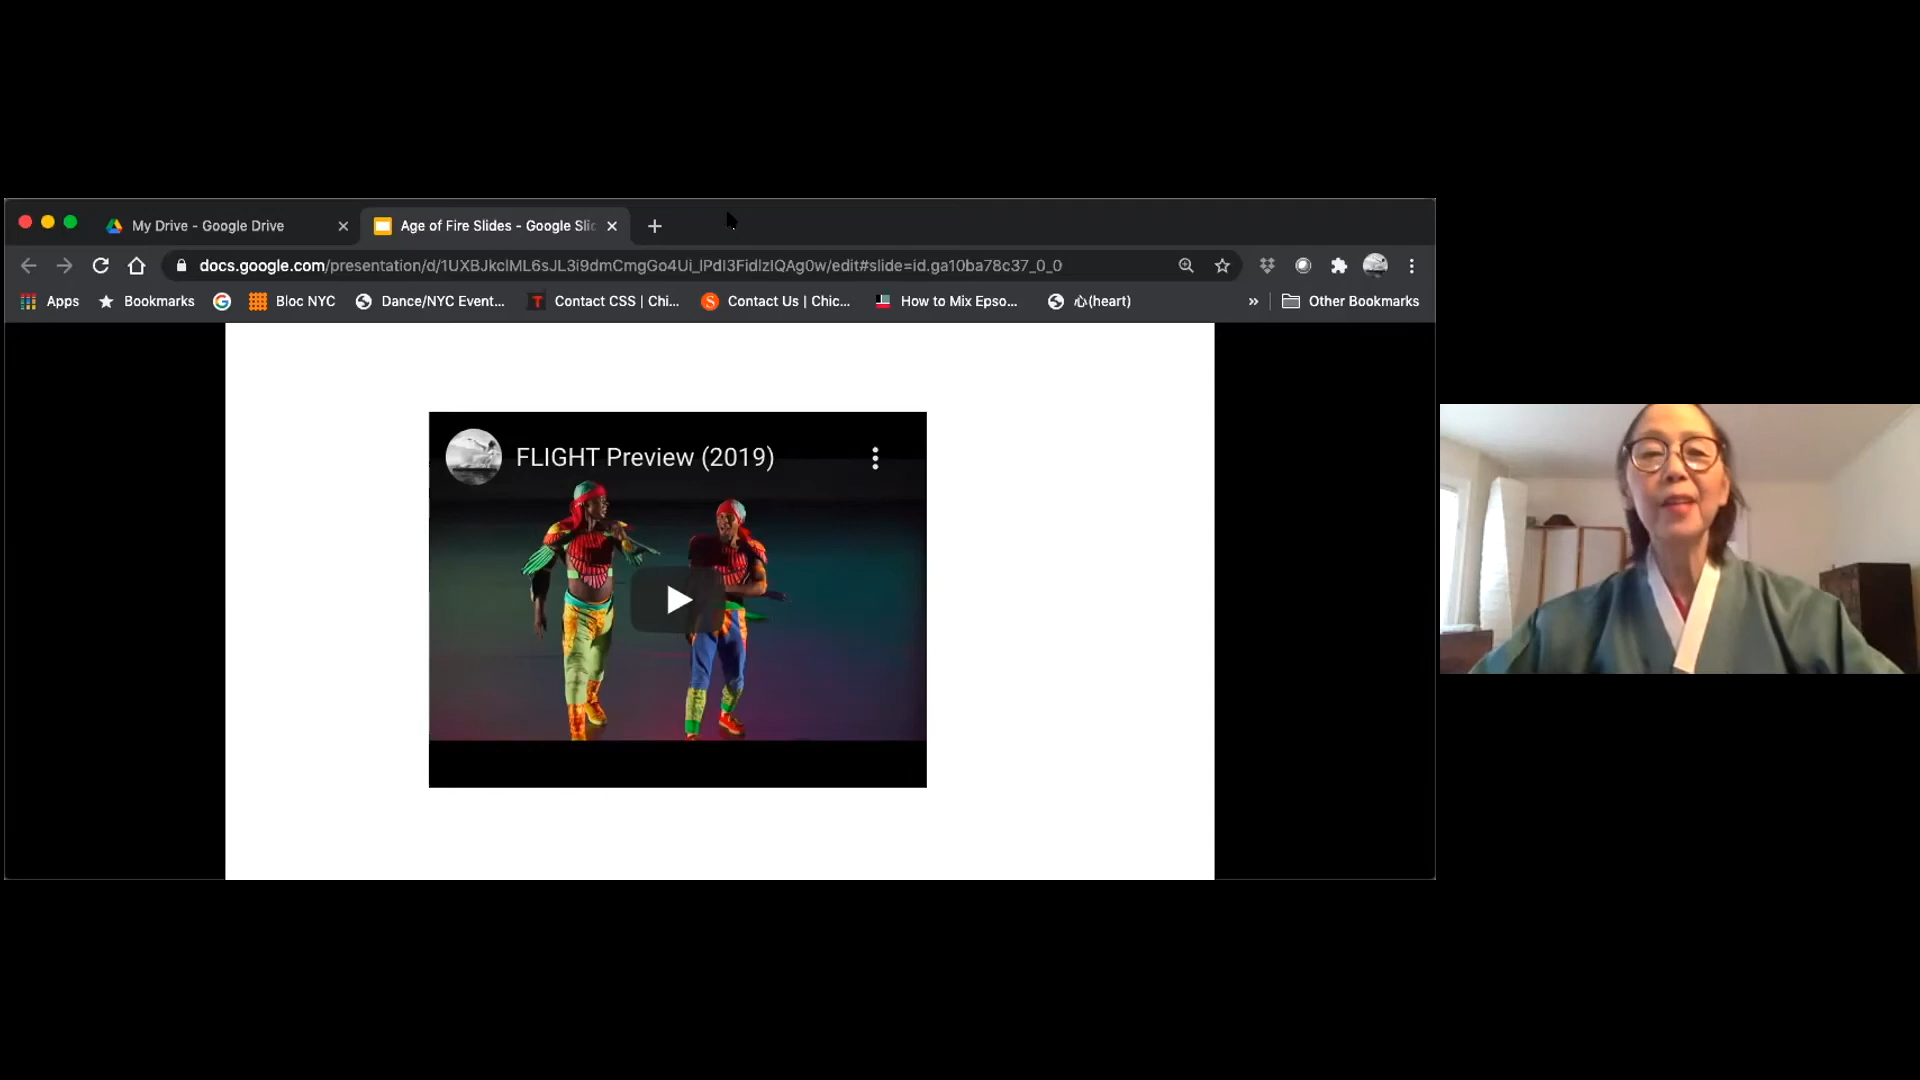 My Drive - Google Drive
Age of Fire Slides - Google Slic
docs.google.com/presentation/d/1UXBJkclML6sJL3i9dmCmgGo4Ui_lPdI3FidlzIQAg0w/edit#slide=id.ga10ba78c37_0_0
Apps
Bookmarks
Bloc NYC
Dance/NYC Event...
Contact CSS | Chi...
Contact Us | Chic...
How to Mix Epso...
心(heart)
»
Other Bookmarks
FLIGHT Preview (2019)